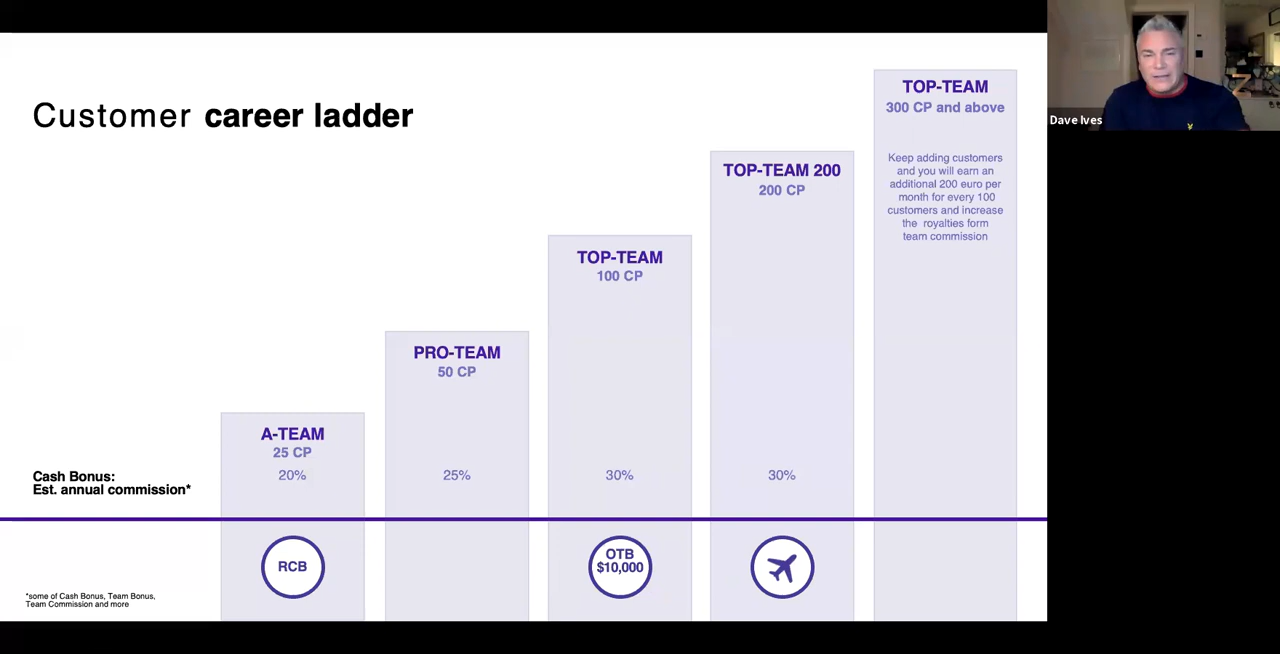 Customer career ladder
A-TEAM
25 CP
20%
PRO-TEAM
50 CP
25%
TOP-TEAM
100 CP
30%
TOP-TEAM 200
200 CP
30%
TOP-TEAM
300 CP and above
Keep adding customers
and you will earn an
additional 200 euro per
month for every 100
customers and increase
the royalties form
team commission
Cash Bonus:
Est. annual commission*
RCB
OTB
$10,000
*some of Cash Bonus, Team Bonus,
Team Commission and more
Dave Ives